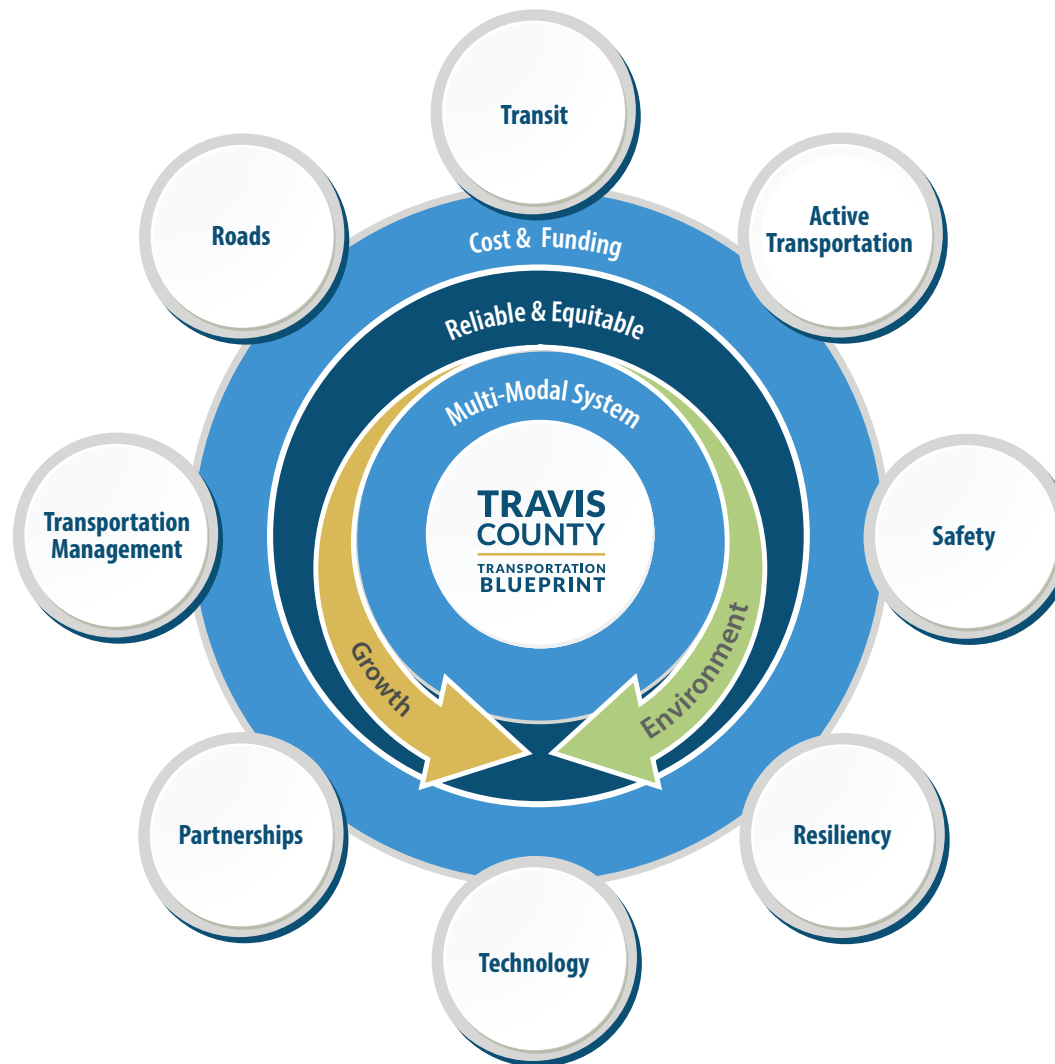 Transit
Roads
Active
Transportation
Cost & Funding
Reliable & Equitable
Multi-Modal System
TRAVIS
COUNTY
TRANSPORTATION
BLUEPRINT
Transportation
Management
Safety
Growth
Environment
Partnerships
Resiliency
Technology